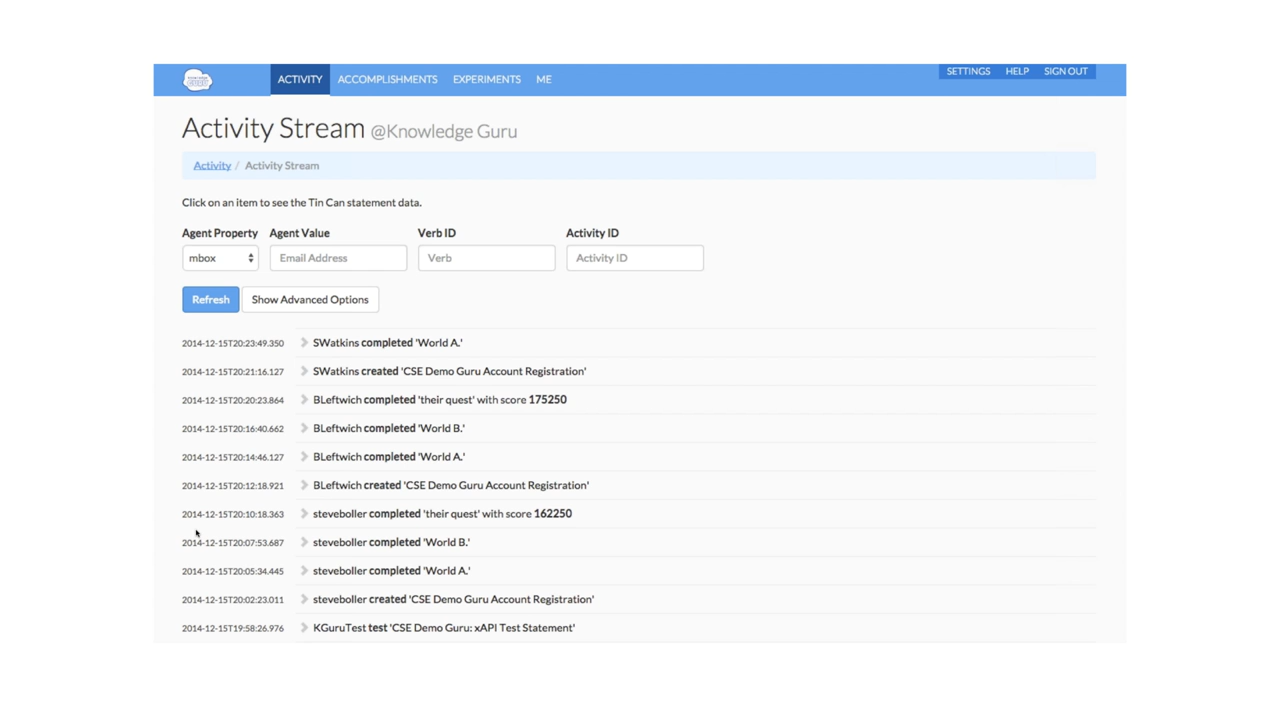 ACTIVITY ACCOMPLISHMENTS EXPERIMENTS ME SETTINGS HELP SIGN OUT
Activity Stream @Knowledge Guru
Activity / Activity Stream
Click on an item to see the Tin Can statement data.
Agent Property Agent Value Verb ID Activity ID
mbox Email Address Verb Activity ID
Refresh Show Advanced Options
2014-12-15T20:23:49.350 SWatkins completed 'World A.'
2014-12-15T20:21:16.127 SWatkins created 'CSE Demo Guru Account Registration'
2014-12-15T20:20:23.864 BLeftwich completed 'their quest' with score 175250
2014-12-15T20:16:40.662 BLeftwich completed 'World B.'
2014-12-15T20:14:46.127 BLeftwich completed 'World A.'
2014-12-15T20:12:18.921 BLeftwich created 'CSE Demo Guru Account Registration'
2014-12-15T20:10:18.363 steveboller completed 'their quest' with score 162250
2014-12-15T20:07:53.687 steveboller completed 'World B.'
2014-12-15T20:05:34.445 steveboller completed 'World A.'
2014-12-15T20:02:23.011 steveboller created 'CSE Demo Guru Account Registration'
2014-12-15T19:58:26.976 KGuruTest test 'CSE Demo Guru: xAPI Test Statement'